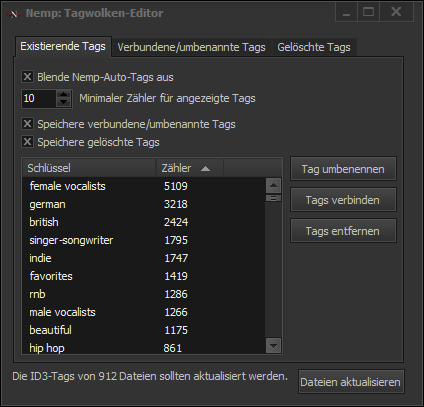 Nemp: Tagwolken-Editor
Existierende Tags Verbundene/umbenannte Tags Gelöschte Tags
Blende Nemp-Auto-Tags aus
10 Minimaler Zähler für angezeigte Tags
Speichere verbundene/umbenannte Tags
Speichere gelöschte Tags
Schlüssel Zähler
Tag umbenennen
female vocalists 5109
german 3218
Tags verbinden
british 2424
singer-songwriter 1795
Tags entfernen
indie 1747
favorites 1419
rnb 1286
male vocalists 1266
beautiful 1175
hip hop 861
Die ID3-Tags von 912 Dateien sollten aktualisiert werden.
Dateien aktualisieren